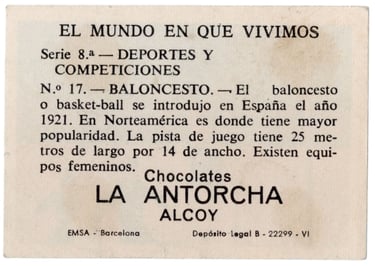 EL MUNDO EN QUE VIVIMOS
Serie 8.ª — DEPORTES Y
COMPETICIONES
N.º 17. — BALONCESTO. — El baloncesto
o basket-ball se introdujo en España el año
1921. En Norteamérica es donde tiene mayor
popularidad. La pista de juego tiene 25 me-
tros de largo por 14 de ancho. Existen equi-
pos femeninos.
Chocolates
LA ANTORCHA
ALCOY
EMSA - Barcelona Depósito Legal B - 22299 - VI